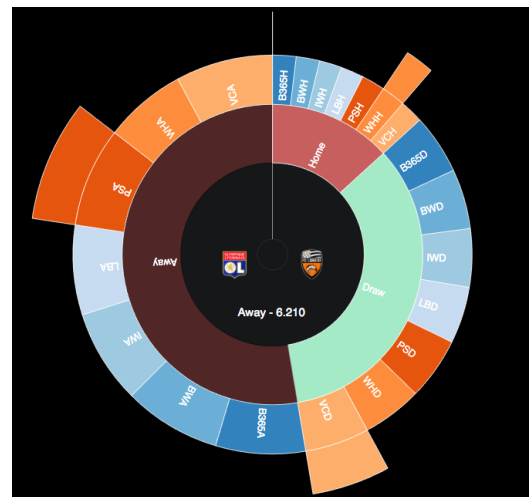 B365H
BWH
IWH
LBH
PSH
WHH
VCH
B365D
BWD
IWD
LBD
PSD
WHD
VCD
B365A
BWA
IWA
LBA
PSA
WHA
VCA
Home
Draw
Away
OL
Away - 6.210